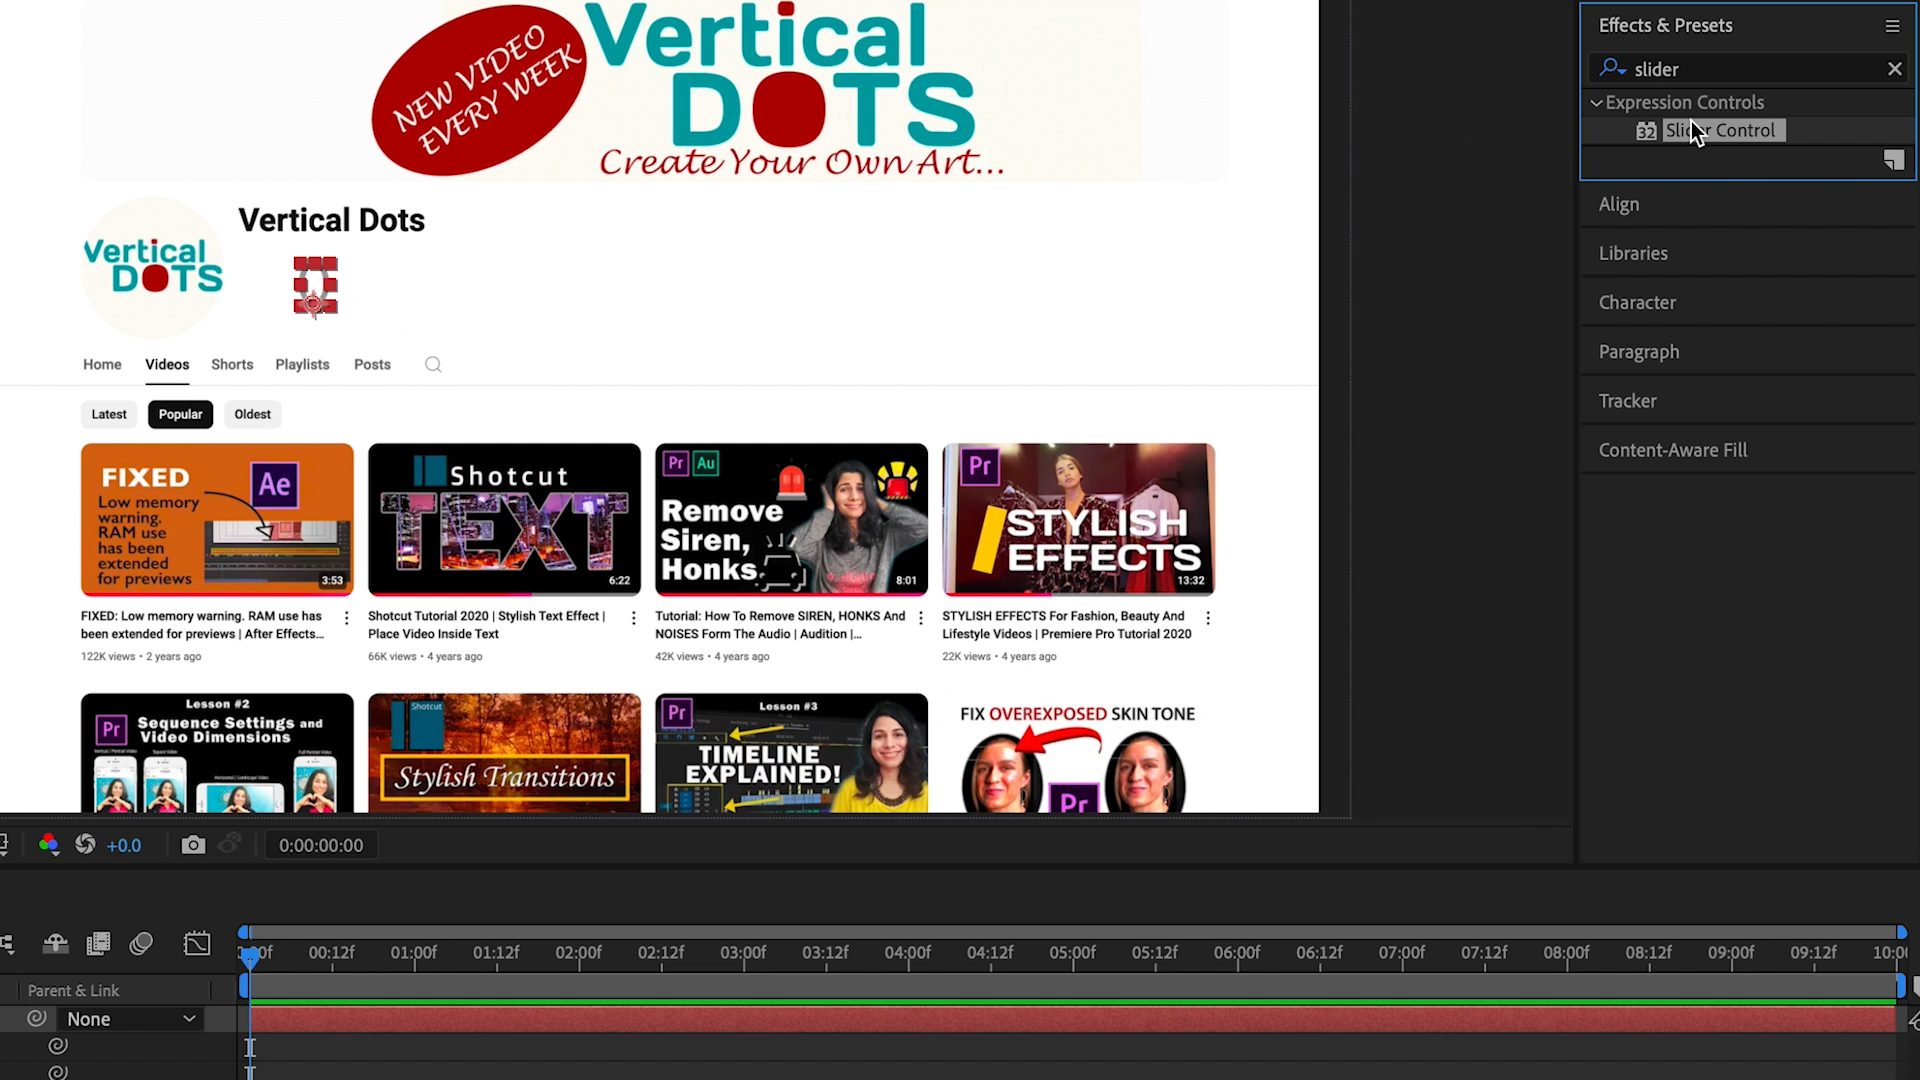 Effects & Presets
slider
Expression Controls
32
Slider Control
Align
Libraries
Character
Paragraph
Tracker
Content-Aware Fill
NEW VIDEO
EVERY WEEK
Vertical
DOTS
Create Your Own Art...
Vertical
DOTS
Vertical Dots
0
Home
Videos
Shorts
Playlists
Posts
Latest
Popular
Oldest
FIXED
Low memory
warning.
RAM use
has been
extended
for previews
Ae
3:53
Shotcut
TEXT
6:22
Pr
Au
Remove
Siren,
Honks
8:01
Pr
STYLISH
EFFECTS
13:32
FIXED: Low memory warning. RAM use has
been extended for previews | After Effects...
122K views • 2 years ago
Shotcut Tutorial 2020 | Stylish Text Effect |
Place Video Inside Text
66K views • 4 years ago
Tutorial: How To Remove SIREN, HONKS And
NOISES Form The Audio | Audition |...
42K views • 4 years ago
STYLISH EFFECTS For Fashion, Beauty And
Lifestyle Videos | Premiere Pro Tutorial 2020
22K views • 4 years ago
Lesson #2
Pr
Sequence Settings and
Video Dimensions
Shotcut
Stylish Transitions
Pr
Lesson #3
TIMELINE
EXPLAINED!
FIX OVEREXPOSED SKIN TONE
Pr
+0.0
0:00:00:00
00:12f
01:00f
01:12f
02:00f
02:12f
03:00f
03:12f
04:00f
04:12f
05:00f
05:12f
06:00f
06:12f
07:00f
07:12f
08:00f
08:12f
09:00f
09:12f
10:00
Parent & Link
None